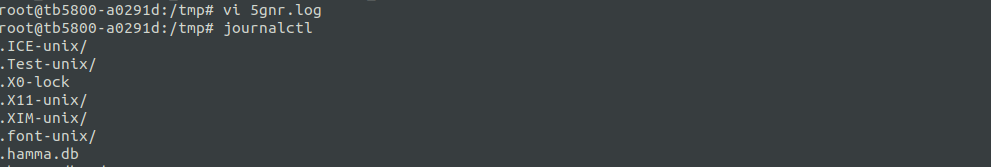 root@tb5800-a0291d:/tmp# vi 5gnr.log
root@tb5800-a0291d:/tmp# journalctl
.ICE-unix/
.Test-unix/
.X0-lock
.X11-unix/
.XIM-unix/
.font-unix/
.hamma.db